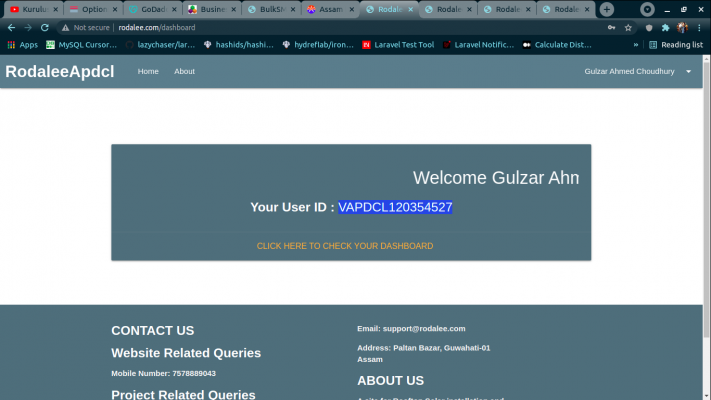 Kurulu
Option
GoDad
Busine
BulkSM
Assam
Rodale
Rodale
Rodale
Rodale
Not secure | rodalee.com/dashboard
Apps
MySQL Cursor...
lazychaser/lar...
hashids/hashi...
hydreflab/iron...
Laravel Test Tool
Laravel Notific...
Calculate Dist...
»
Reading list
RodaleeApdcl
Home
About
Gulzar Ahmed Choudhury
Welcome Gulzar Ahm
Your User ID : VAPDCL120354527
CLICK HERE TO CHECK YOUR DASHBOARD
CONTACT US
Website Related Queries
Mobile Number: 7578889043
Project Related Queries
Email: support@rodalee.com
Address: Paltan Bazar, Guwahati-01
Assam
ABOUT US